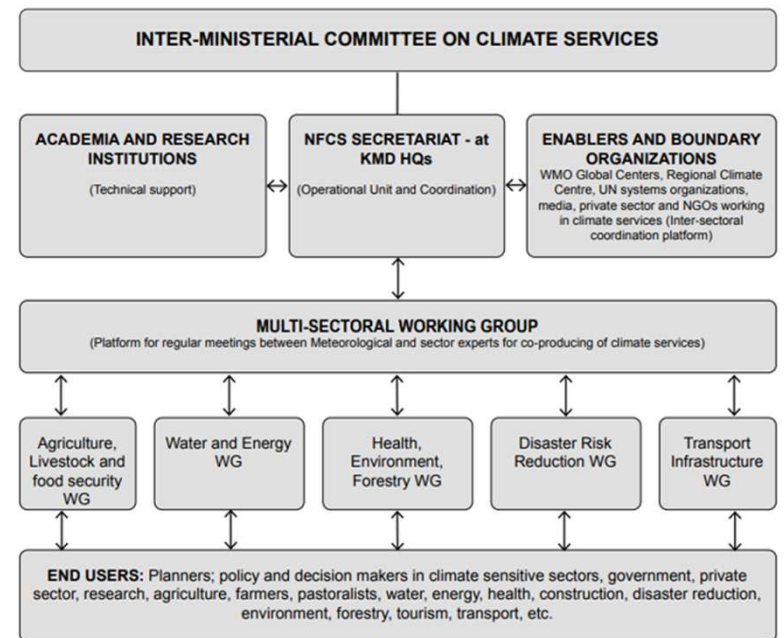 INTER-MINISTERIAL COMMITTEE ON CLIMATE SERVICES
ACADEMIA AND RESEARCH
INSTITUTIONS
(Technical support)
NFCS SECRETARIAT - at
KMD HQs
(Operational Unit and Coordination)
ENABLERS AND BOUNDARY
ORGANIZATIONS
WMO Global Centers, Regional Climate
Centre, UN systems organizations,
media, private sector and NGOs working
in climate services (Inter-sectoral
coordination platform)
MULTI-SECTORAL WORKING GROUP
(Platform for regular meetings between Meteorological and sector experts for co-producing of climate services)
Agriculture,
Livestock and
food security
WG
Water and Energy
WG
Health,
Environment,
Forestry WG
Disaster Risk
Reduction WG
Transport
Infrastructure
WG
END USERS: Planners; policy and decision makers in climate sensitive sectors, government, private
sector, research, agriculture, farmers, pastoralists, water, energy, health, construction, disaster reduction,
environment, forestry, tourism, transport, etc.